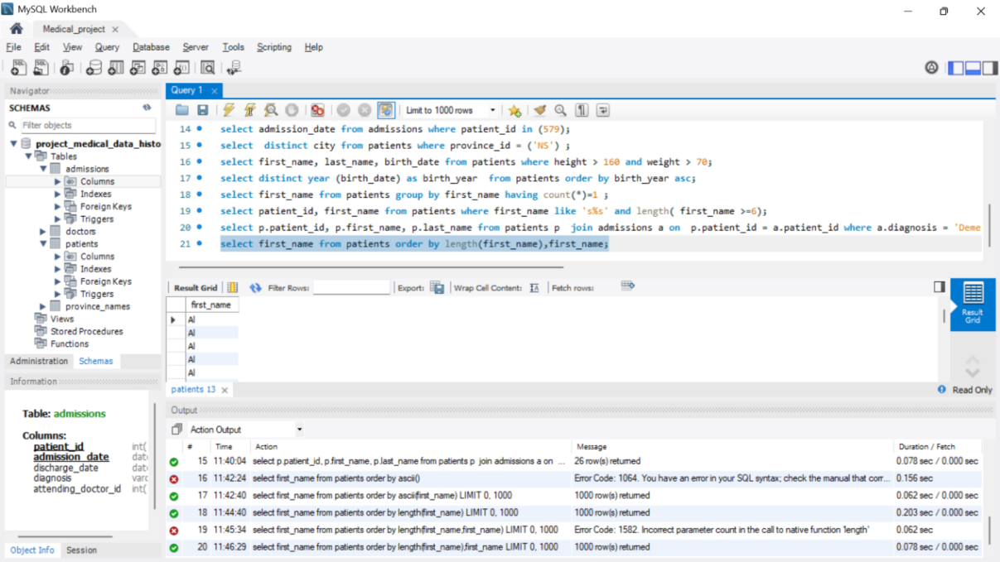 MySQL Workbench
Medical_project
File Edit View Query Database Server Tools Scripting Help
Navigator
SCHEMAS
Filter objects
project_medical_data_histo
Tables
admissions
Columns
Indexes
Foreign Keys
Triggers
doctors
patients
Columns
Indexes
Foreign Keys
Triggers
province_names
Views
Stored Procedures
Functions
Administration Schemas
Information
Table: admissions
Columns:
patient_id int(
admission_date dat
discharge_date dat
diagnosis varc
attending_doctor_id int(
Object Info Session
Query 1
Limit to 1000 rows
14 select admission_date from admissions where patient_id in (579);
15 select distinct city from patients where province_id = ('NS') ;
16 select first_name, last_name, birth_date from patients where height > 160 and weight > 70;
17 select distinct year (birth_date) as birth_year from patients order by birth_year asc;
18 select first_name from patients group by first_name having count(*)=1 ;
19 select patient_id, first_name from patients where first_name like 's%s' and length( first_name >=6);
20 select p.patient_id, p.first_name, p.last_name from patients p join admissions a on p.patient_id = a.patient_id where a.diagnosis = 'Deme
21 select first_name from patients order by length(first_name),first_name;
Result Grid Filter Rows: Export: Wrap Cell Content: Fetch rows:
first_name
Al
Al
Al
Al
Al
Result Grid
patients 13
Read Only
Output
Action Output
# Time Action Message Duration / Fetch
15 11:40:04 select p.patient_id, p.first_name, p.last_name from patients p join admissions a on ... 26 row(s) returned 0.078 sec / 0.000 sec
16 11:42:24 select first_name from patients order by ascii() Error Code: 1064. You have an error in your SQL syntax; check the manual that corr... 0.156 sec
17 11:42:40 select first_name from patients order by ascii(first_name) LIMIT 0, 1000 1000 row(s) returned 0.062 sec / 0.000 sec
18 11:44:40 select first_name from patients order by length(first_name) LIMIT 0, 1000 1000 row(s) returned 0.203 sec / 0.000 sec
19 11:45:34 select first_name from patients order by length(first_name,first_name) LIMIT 0, 1000 Error Code: 1582. Incorrect parameter count in the call to native function 'length' 0.062 sec
20 11:46:29 select first_name from patients order by length(first_name),first_name LIMIT 0, 1000 1000 row(s) returned 0.078 sec / 0.000 sec